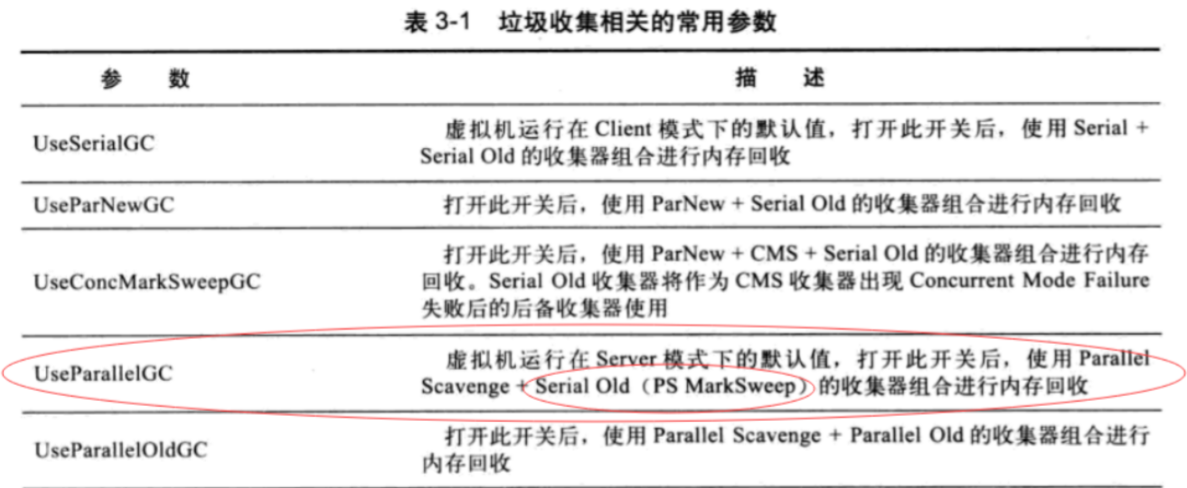 表 3-1 垃圾收集相关的常用参数
参 数 描 述
UseSerialGC
虚拟机运行在 Client 模式下的默认值，打开此开关后，使用 Serial +
Serial Old 的收集器组合进行内存回收
UseParNewGC
打开此开关后，使用 ParNew + Serial Old 的收集器组合进行内存回收
UseConcMarkSweepGC
打开此开关后，使用 ParNew + CMS + Serial Old 的收集器组合进行内存
回收。Serial Old 收集器将作为 CMS 收集器出现 Concurrent Mode Failure
失败后的后备收集器使用
UseParallelGC
虚拟机运行在 Server 模式下的默认值，打开此开关后，使用 Parallel
Scavenge + Serial Old（PS MarkSweep）的收集器组合进行内存回收
UseParallelOldGC
打开此开关后，使用 Parallel Scavenge + Parallel Old 的收集器组合进行
内存回收